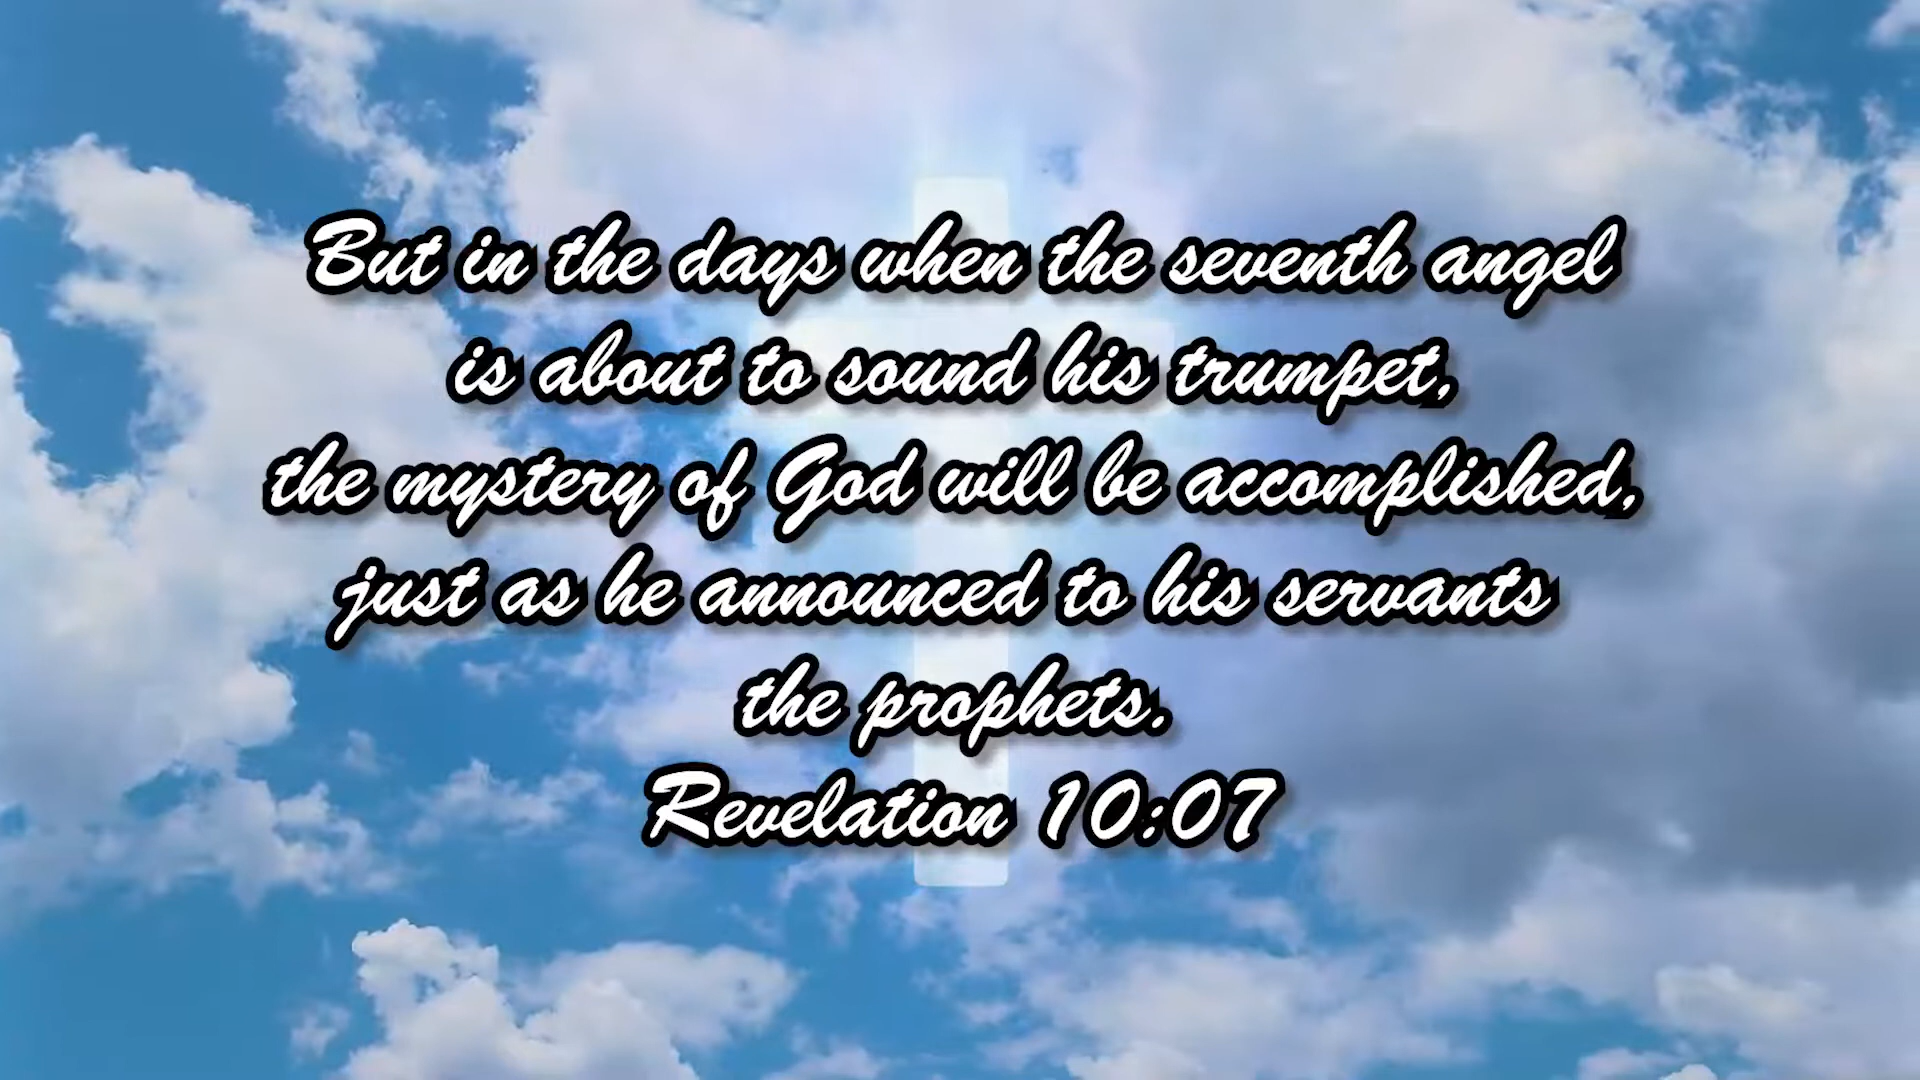 But in the days when the seventh angel
is about to sound his trumpet,
the mystery of God will be accomplished,
just as he announced to his servants
the prophets.
Revelation 10:07